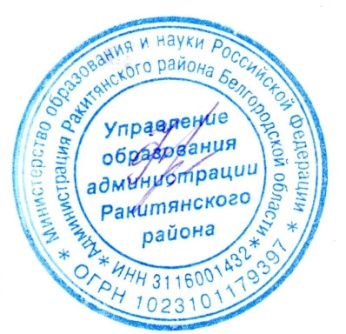 * Министерство образования и науки Российской Федерации *
ОГРН 1023101179397
* Администрация Ракитянского района Белгородской области *
ИНН 3116001432
Управление
образования
администрации
Ракитянского
района